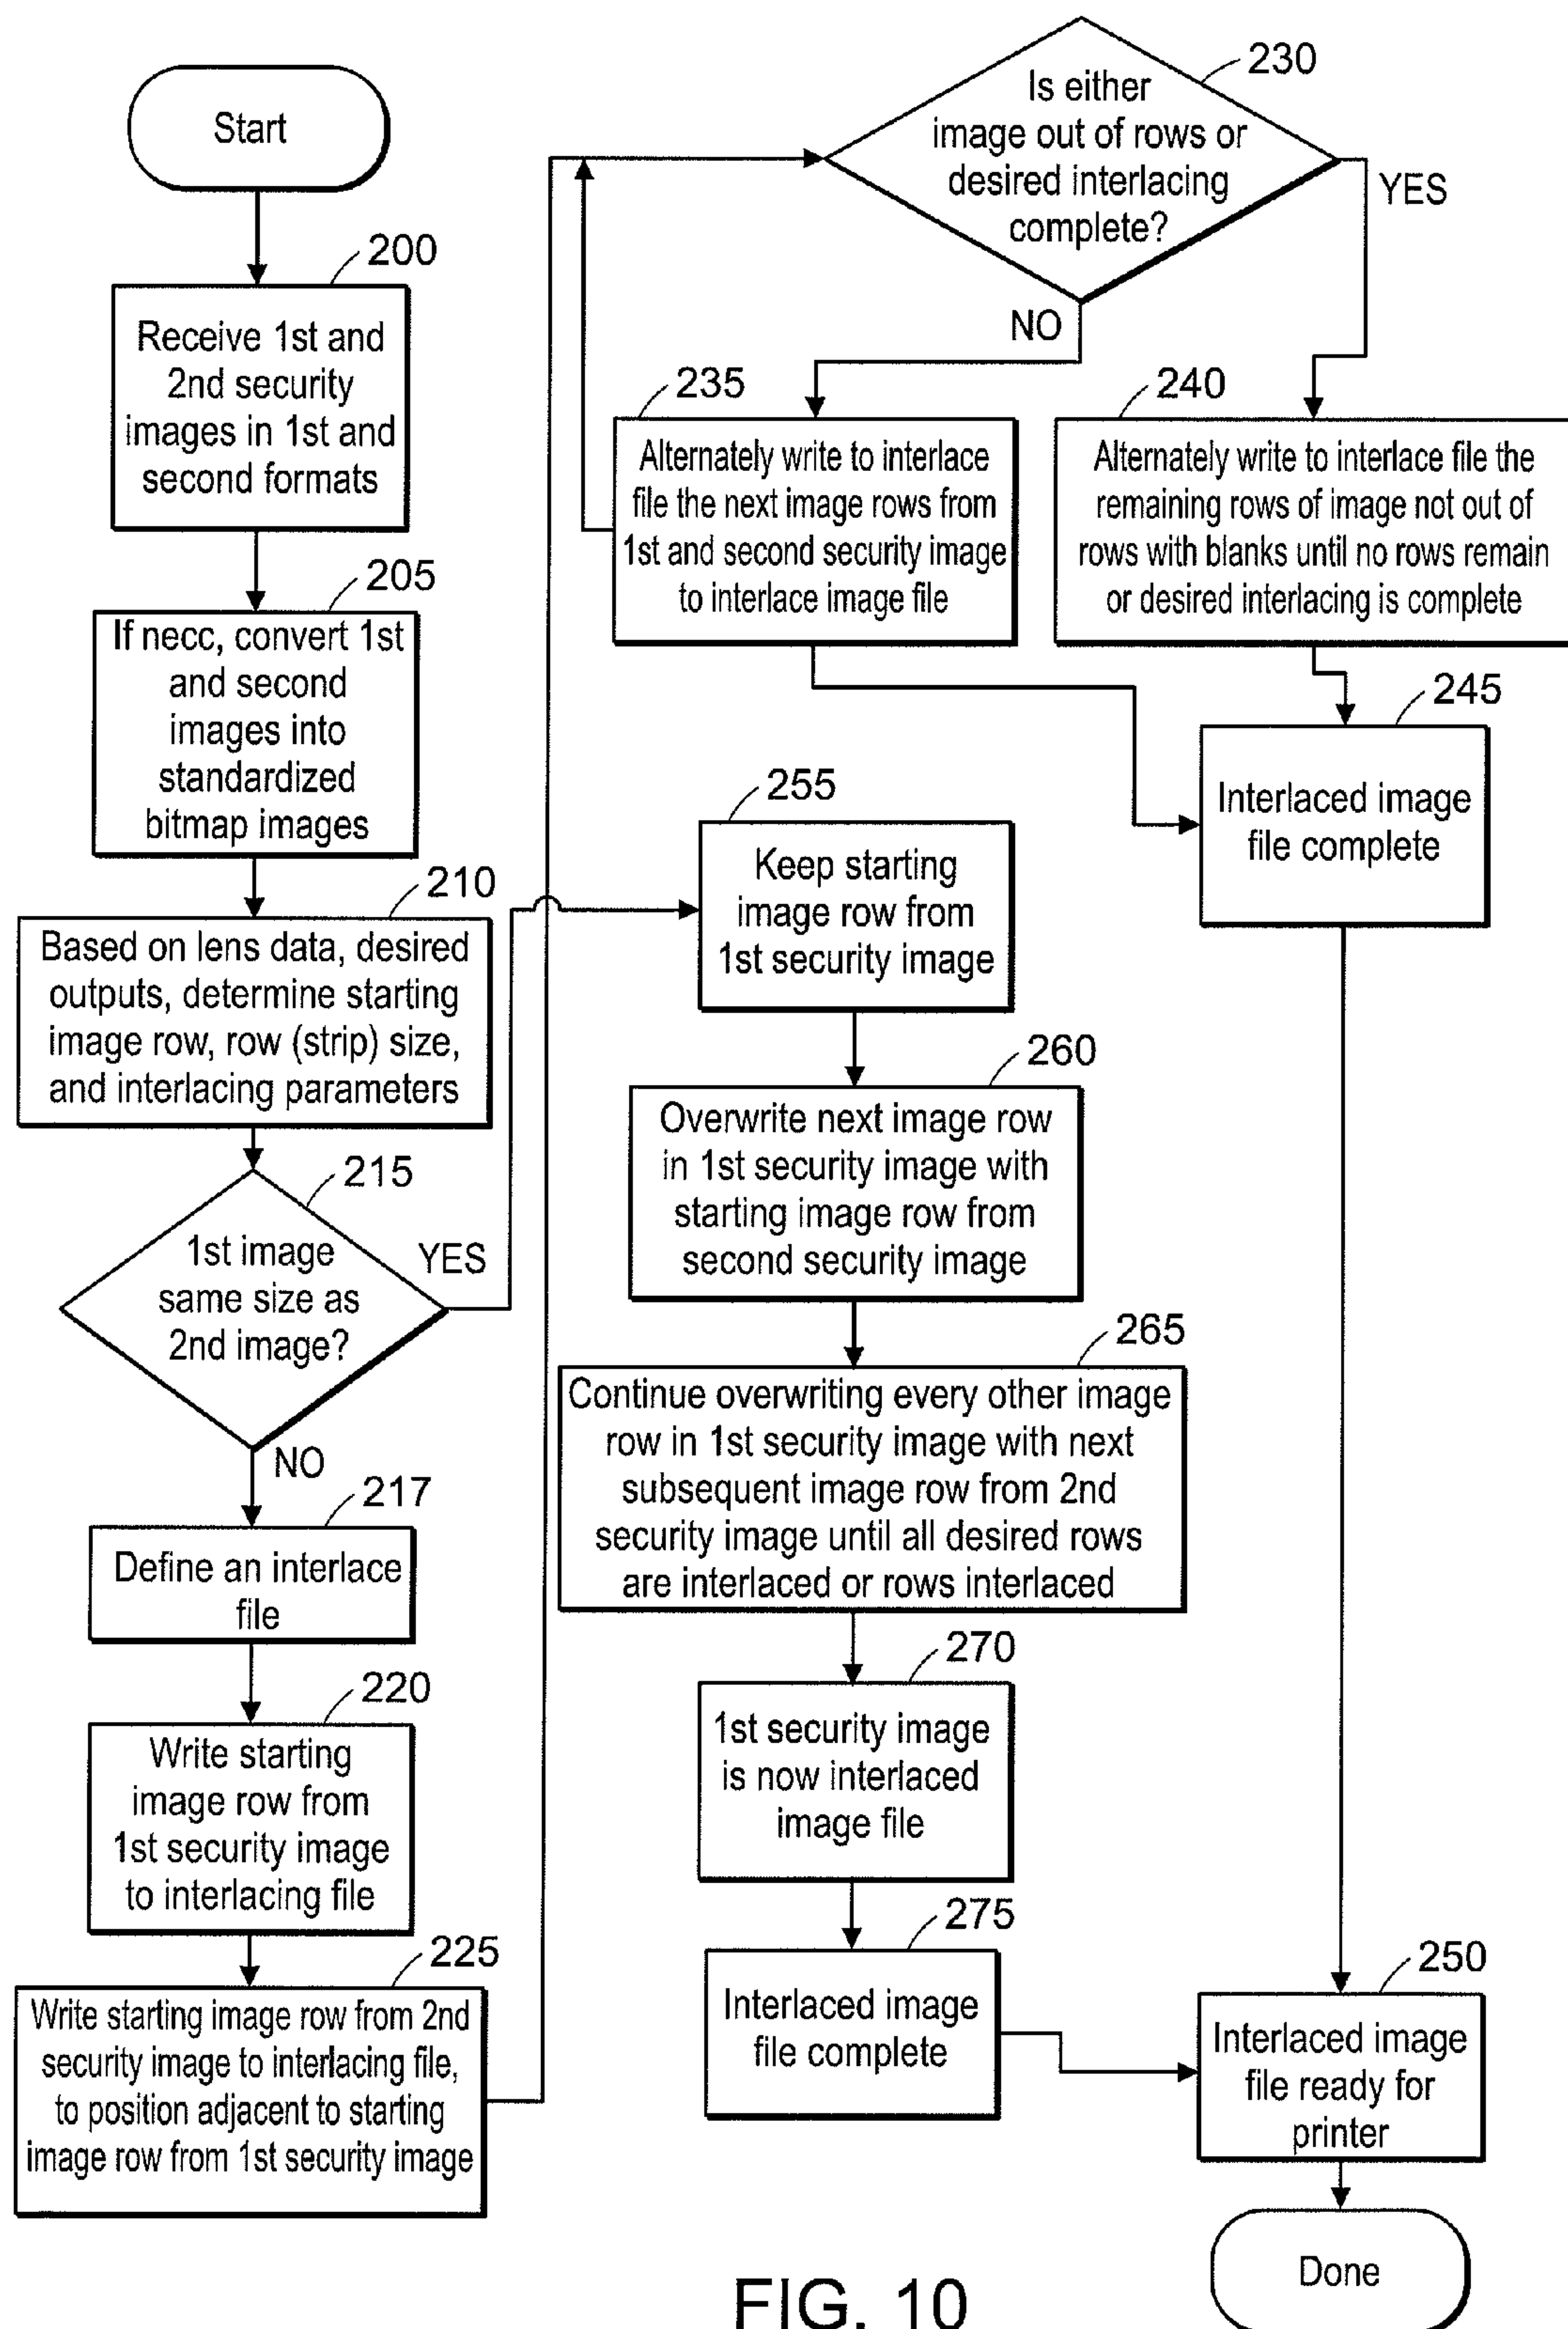 Start
200
Receive 1st and
2nd security
images in 1st and
second formats
205
If necc, convert 1st
and second
images into
standardized
bitmap images
210
Based on lens data, desired
outputs, determine starting
image row, row (strip) size,
and interlacing parameters
215
1st image
same size as
2nd image?
YES
NO
217
Define an interlace
file
220
Write starting
image row from
1st security image
to interlacing file
225
Write starting image row from 2nd
security image to interlacing file,
to position adjacent to starting
image row from 1st security image
230
Is either
image out of rows or
desired interlacing
complete?
YES
NO
235
Alternately write to interlace
file the next image rows from
1st and second security image
to interlace image file
240
Alternately write to interlace file the
remaining rows of image not out of
rows with blanks until no rows remain
or desired interlacing is complete
245
Interlaced image
file complete
255
Keep starting
image row from
1st security image
260
Overwrite next image row
in 1st security image with
starting image row from
second security image
265
Continue overwriting every other image
row in 1st security image with next
subsequent image row from 2nd
security image until all desired rows
are interlaced or rows interlaced
270
1st security image
is now interlaced
image file
275
Interlaced image
file complete
250
Interlaced image
file ready for
printer
Done
FIG. 10